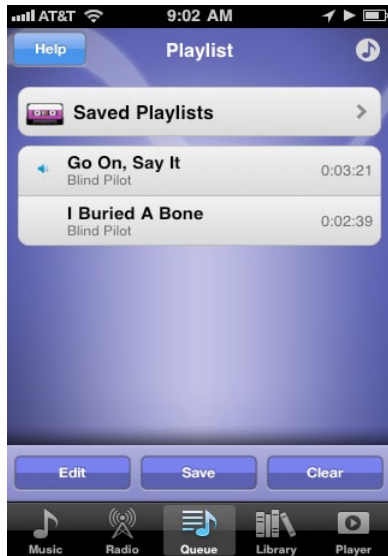 AT&T 9:02 AM
Help Playlist
Saved Playlists
Go On, Say It
Blind Pilot 0:03:21
I Buried A Bone
Blind Pilot 0:02:39
Edit Save Clear
Music Radio Queue Library Player